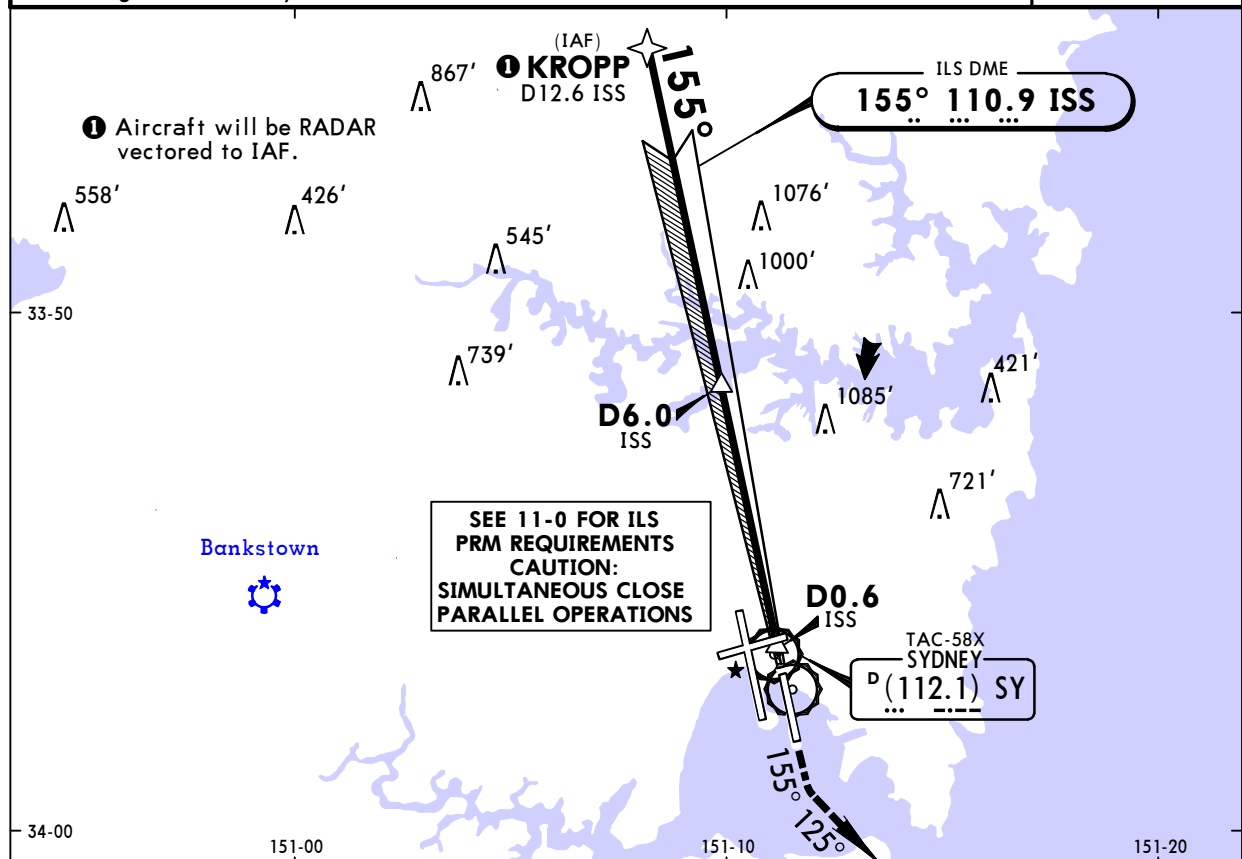 (IAF)
❶ KROPP
D12.6 ISS
155°
ILS DME
155° 110.9 ISS
867'
❶ Aircraft will be RADAR
vectored to IAF.
558'
426'
1076'
545'
1000'
33-50
739'
421'
1085'
D6.0
ISS
721'
SEE 11-0 FOR ILS
PRM REQUIREMENTS
CAUTION:
SIMULTANEOUS CLOSE
PARALLEL OPERATIONS
Bankstown
D0.6
ISS
TAC-58X
SYDNEY
D (112.1) SY
155°
125°
34-00
151-00
151-10
151-20